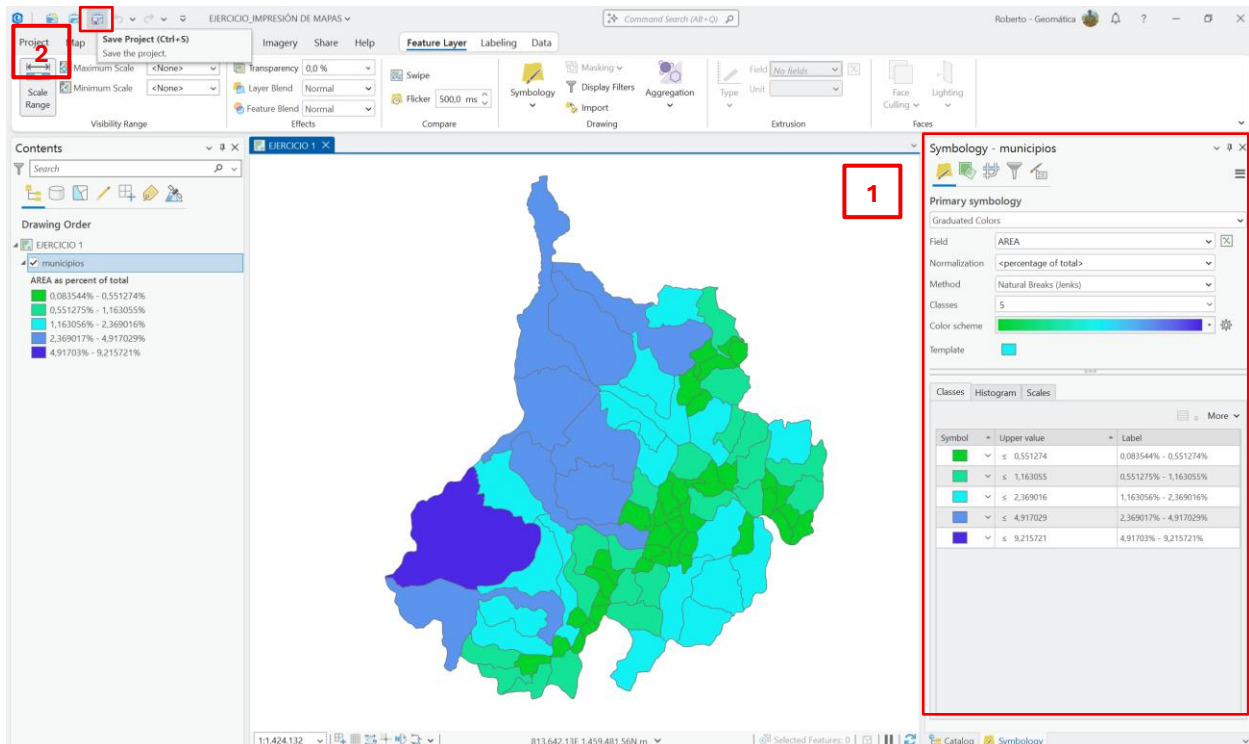 EJERCICIO_IMPRESIÓN DE MAPAS
Command Search (Alt+Q)
Roberto - Geomática
?
Project
Map
Save Project (Ctrl+S)
Save the project.
Imagery
Share
Help
Feature Layer
Labeling
Data
2
Scale
Range
Maximum Scale
<None>
Minimum Scale
<None>
Visibility Range
Transparency
0,0 %
Layer Blend
Normal
Feature Blend
Normal
Effects
Swipe
Flicker
500,0 ms
Compare
Symbology
Masking
Display Filters
Import
Aggregation
Drawing
Type
Field
No fields
Unit
Extrusion
Face
Culling
Lighting
Faces
Contents
Search
Drawing Order
EJERCICIO 1
municipios
AREA as percent of total
0,083544% - 0,551274%
0,551275% - 1,163055%
1,163056% - 2,369016%
2,369017% - 4,917029%
4,91703% - 9,215721%
EJERCICIO 1
1
1:1.424.132
813.642,13E 1.459.481,56N m
Selected Features: 0
Symbology - municipios
Primary symbology
Graduated Colors
Field
AREA
Normalization
<percentage of total>
Method
Natural Breaks (Jenks)
Classes
5
Color scheme
Template
Classes
Histogram
Scales
More
Symbol
Upper value
Label
≤ 0,551274
0,083544% - 0,551274%
≤ 1,163055
0,551275% - 1,163055%
≤ 2,369016
1,163056% - 2,369016%
≤ 4,917029
2,369017% - 4,917029%
≤ 9,215721
4,91703% - 9,215721%
Catalog
Symbology